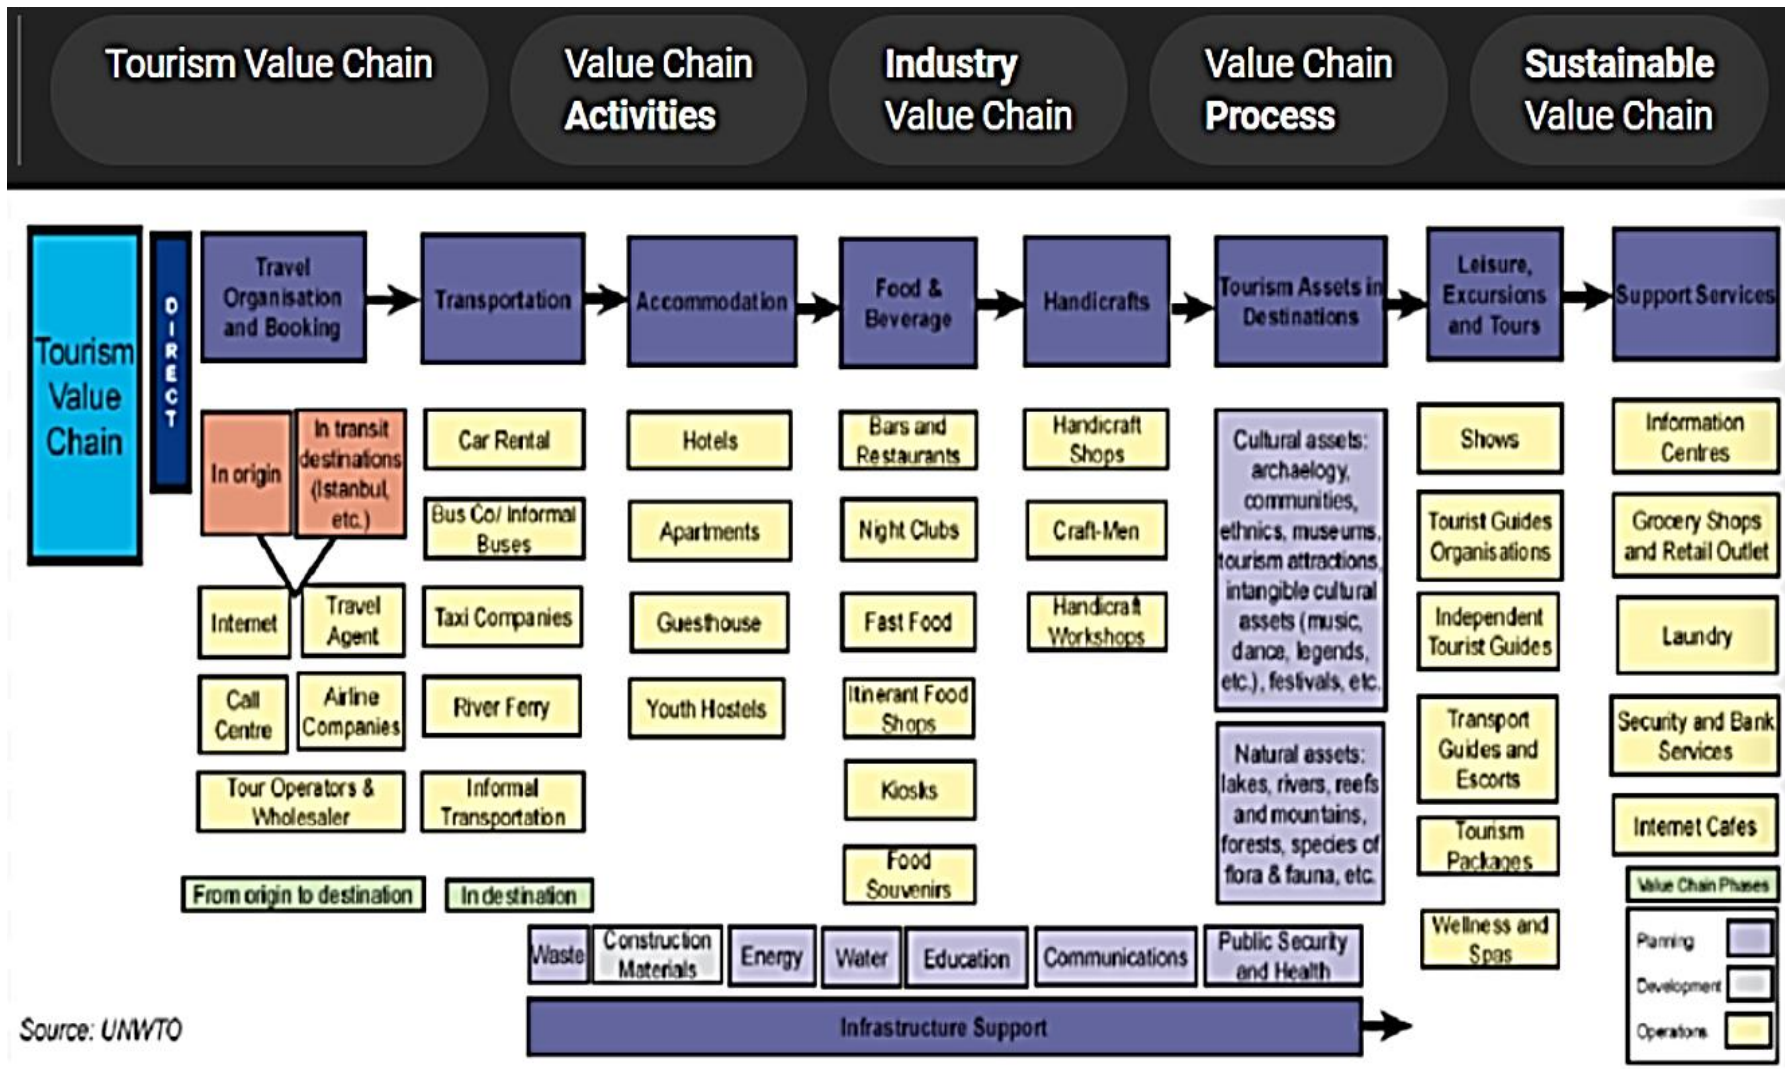 Tourism Value Chain
Value Chain
Activities
Industry
Value Chain
Value Chain
Process
Sustainable
Value Chain
Tourism
Value
Chain
DIRECT
Travel
Organisation
and Booking
Transportation
Accommodation
Food &
Beverage
Handicrafts
Tourism Assets in
Destinations
Leisure,
Excursions
and Tours
Support Services
In origin
In transit
destinations
(Istanbul,
etc.)
Internet
Travel
Agent
Call
Centre
Airline
Companies
Tour Operators &
Wholesaler
Car Rental
Bus Co/ Informal
Buses
Taxi Companies
River Ferry
Informal
Transportation
Hotels
Apartments
Guesthouse
Youth Hostels
Bars and
Restaurants
Night Clubs
Fast Food
Itinerant Food
Shops
Kiosks
Food
Souvenirs
Handicraft
Shops
Craft-Men
Handicraft
Workshops
Cultural assets:
archaelogy,
communities,
ethnics, museums,
tourism attractions,
intangible cultural
assets (music,
dance, legends,
etc.), festivals, etc.
Natural assets:
lakes, rivers, reefs
and mountains,
forests, species of
flora & fauna, etc.
Shows
Tourist Guides
Organisations
Independent
Tourist Guides
Transport
Guides and
Escorts
Tourism
Packages
Wellness and
Spas
Information
Centres
Grocery Shops
and Retail Outlet
Laundry
Security and Bank
Services
Internet Cafes
From origin to destination
In destination
Value Chain Phases
Planning
Development
Operations
Waste
Construction
Materials
Energy
Water
Education
Communications
Public Security
and Health
Infrastructure Support
Source: UNWTO